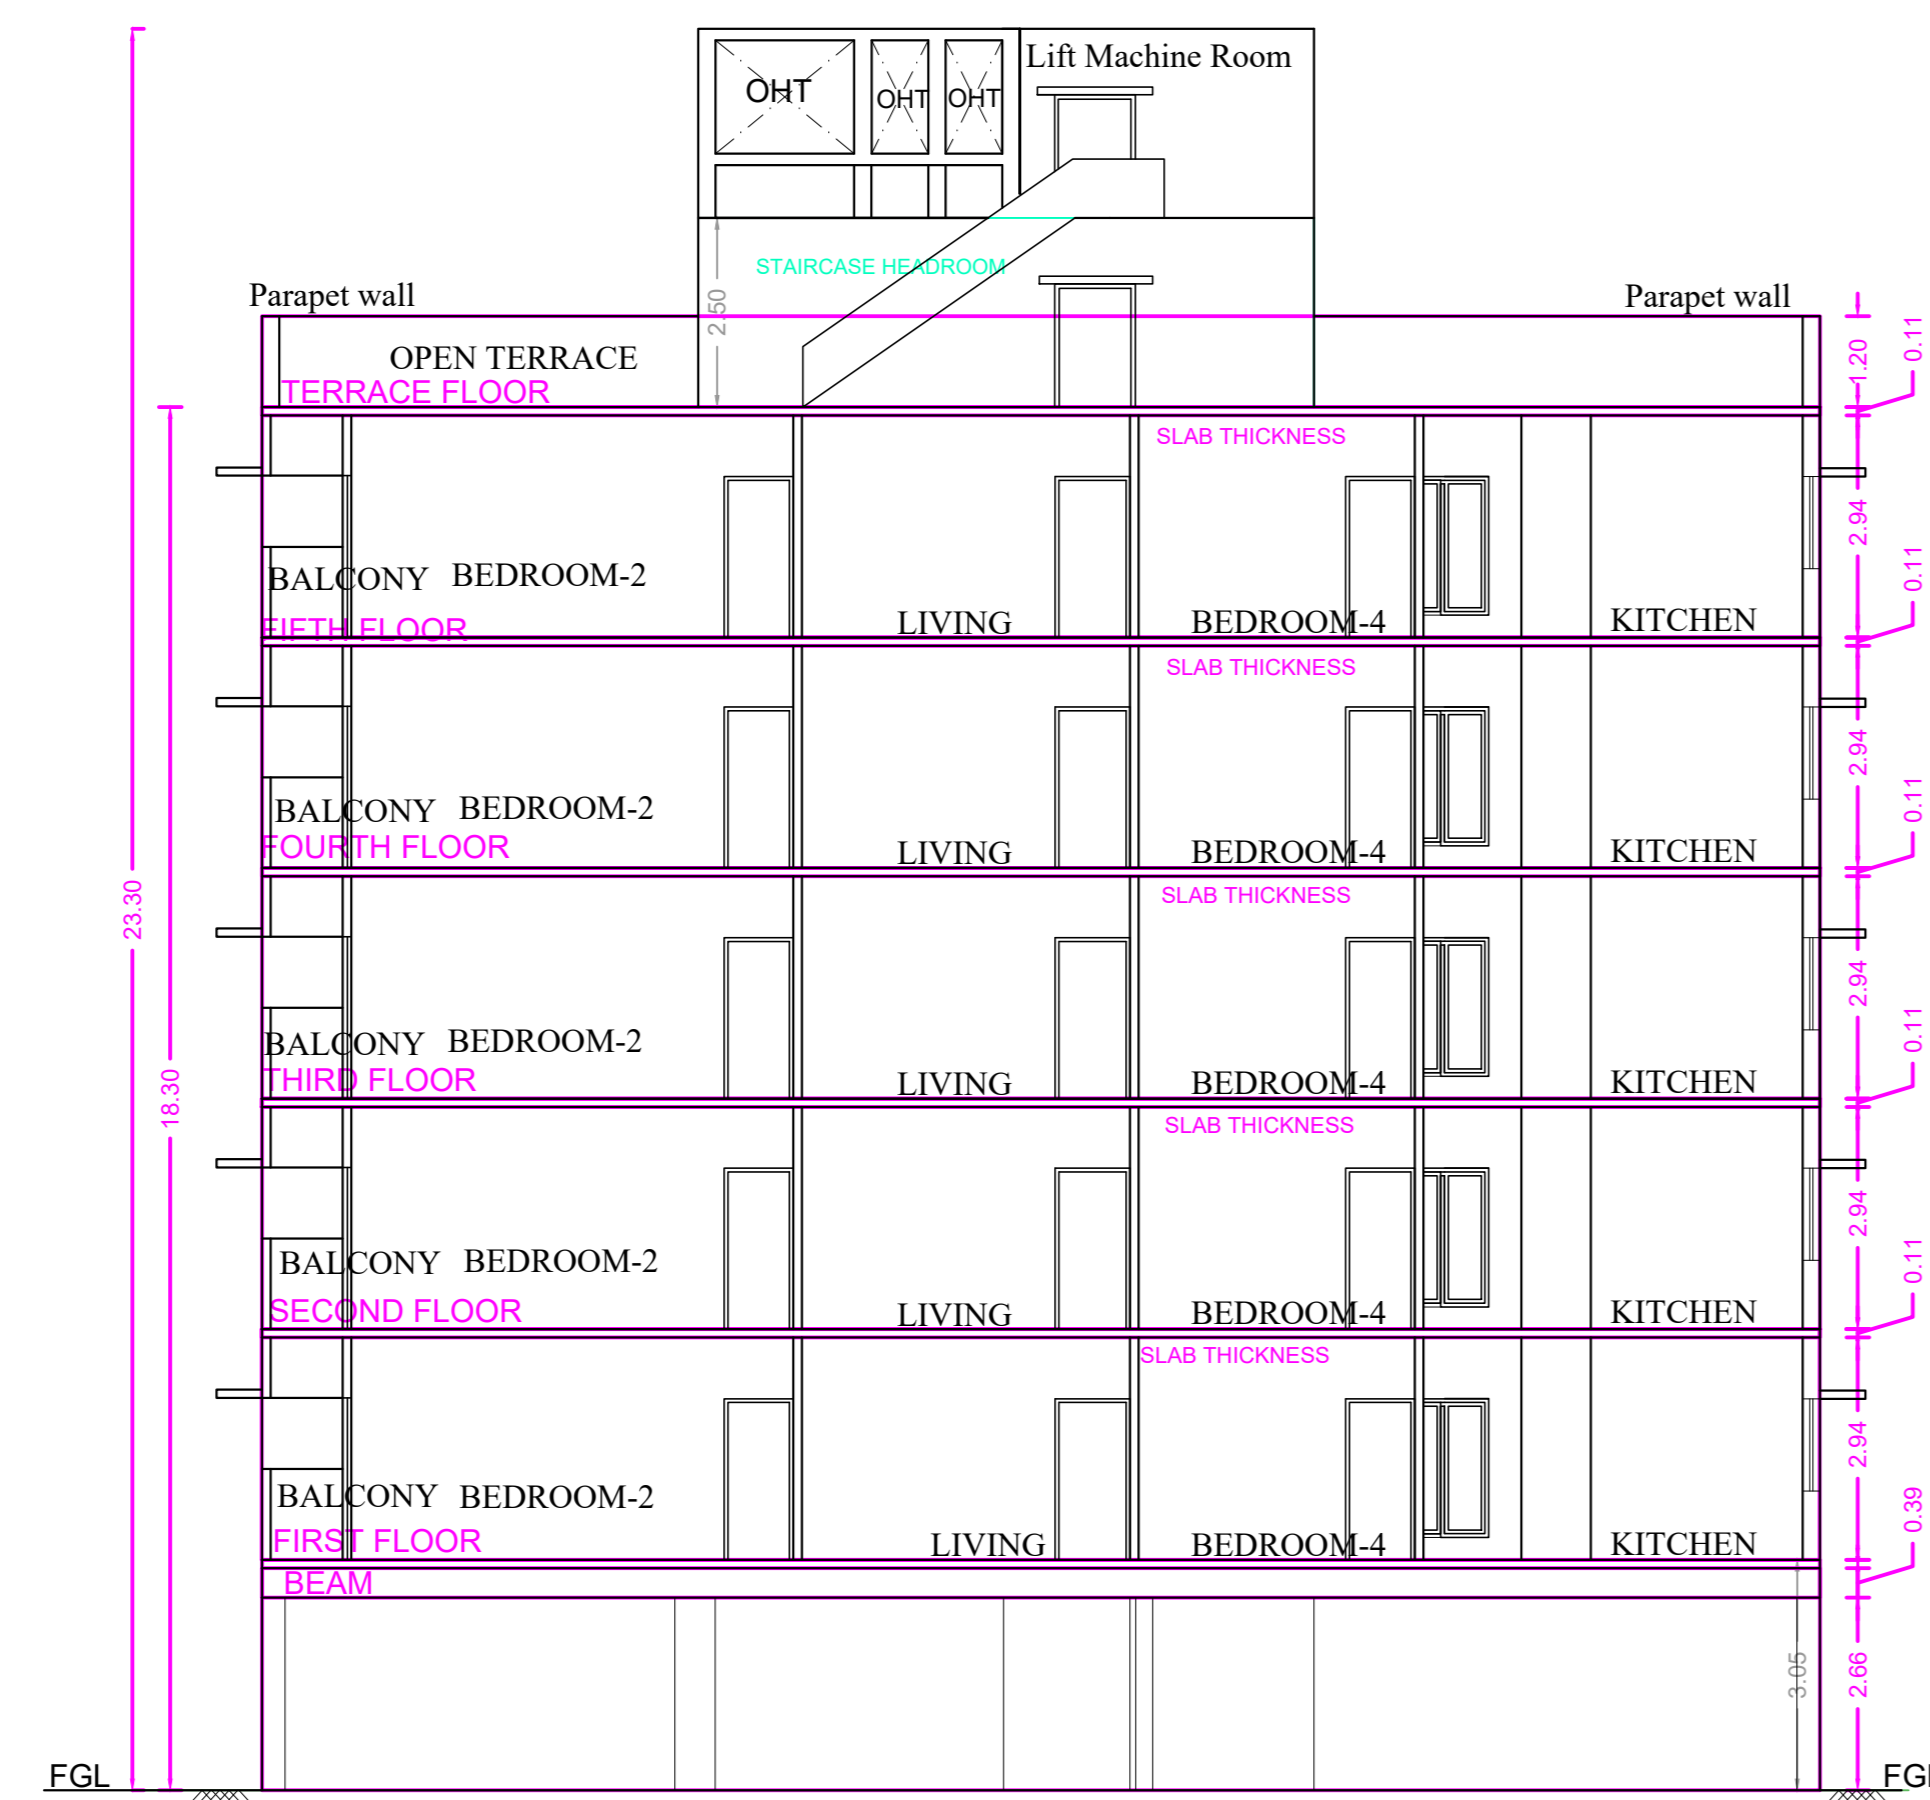 Lift Machine Room
OHT
OHT
OHT
STAIRCASE HEADROOM
2.50
Parapet wall
Parapet wall
OPEN TERRACE
TERRACE FLOOR
1.20
0.11
SLAB THICKNESS
2.94
BALCONY BEDROOM-2
FIFTH FLOOR
LIVING
BEDROOM-4
KITCHEN
0.11
SLAB THICKNESS
2.94
BALCONY BEDROOM-2
FOURTH FLOOR
LIVING
BEDROOM-4
KITCHEN
0.11
SLAB THICKNESS
23.30
2.94
BALCONY BEDROOM-2
THIRD FLOOR
LIVING
BEDROOM-4
KITCHEN
0.11
18.30
SLAB THICKNESS
2.94
BALCONY BEDROOM-2
SECOND FLOOR
LIVING
BEDROOM-4
KITCHEN
0.11
SLAB THICKNESS
2.94
BALCONY BEDROOM-2
FIRST FLOOR
LIVING
BEDROOM-4
KITCHEN
0.39
BEAM
3.05
2.66
FGL